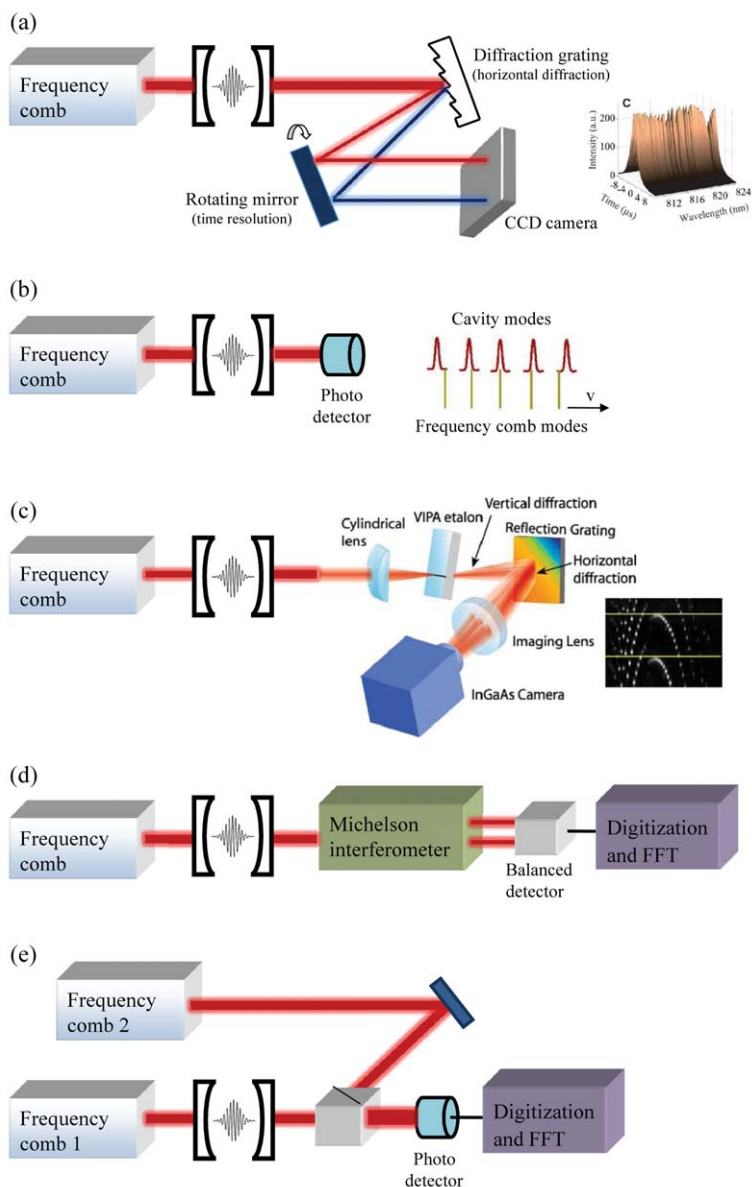 (a)
Frequency
comb
Diffraction grating
(horizontal diffraction)
Rotating mirror
(time resolution)
CCD camera
C
Intensity (a.u.)
200
100
0
-8
-4
0
4
8
Time (μs)
812
816
820
824
Wavelength (nm)
(b)
Frequency
comb
Photo
detector
Cavity modes
v
Frequency comb modes
(c)
Frequency
comb
Cylindrical
lens
VIPA etalon
Vertical diffraction
Reflection Grating
Horizontal
diffraction
Imaging Lens
InGaAs Camera
(d)
Frequency
comb
Michelson
interferometer
Balanced
detector
Digitization
and FFT
(e)
Frequency
comb 2
Frequency
comb 1
Photo
detector
Digitization
and FFT